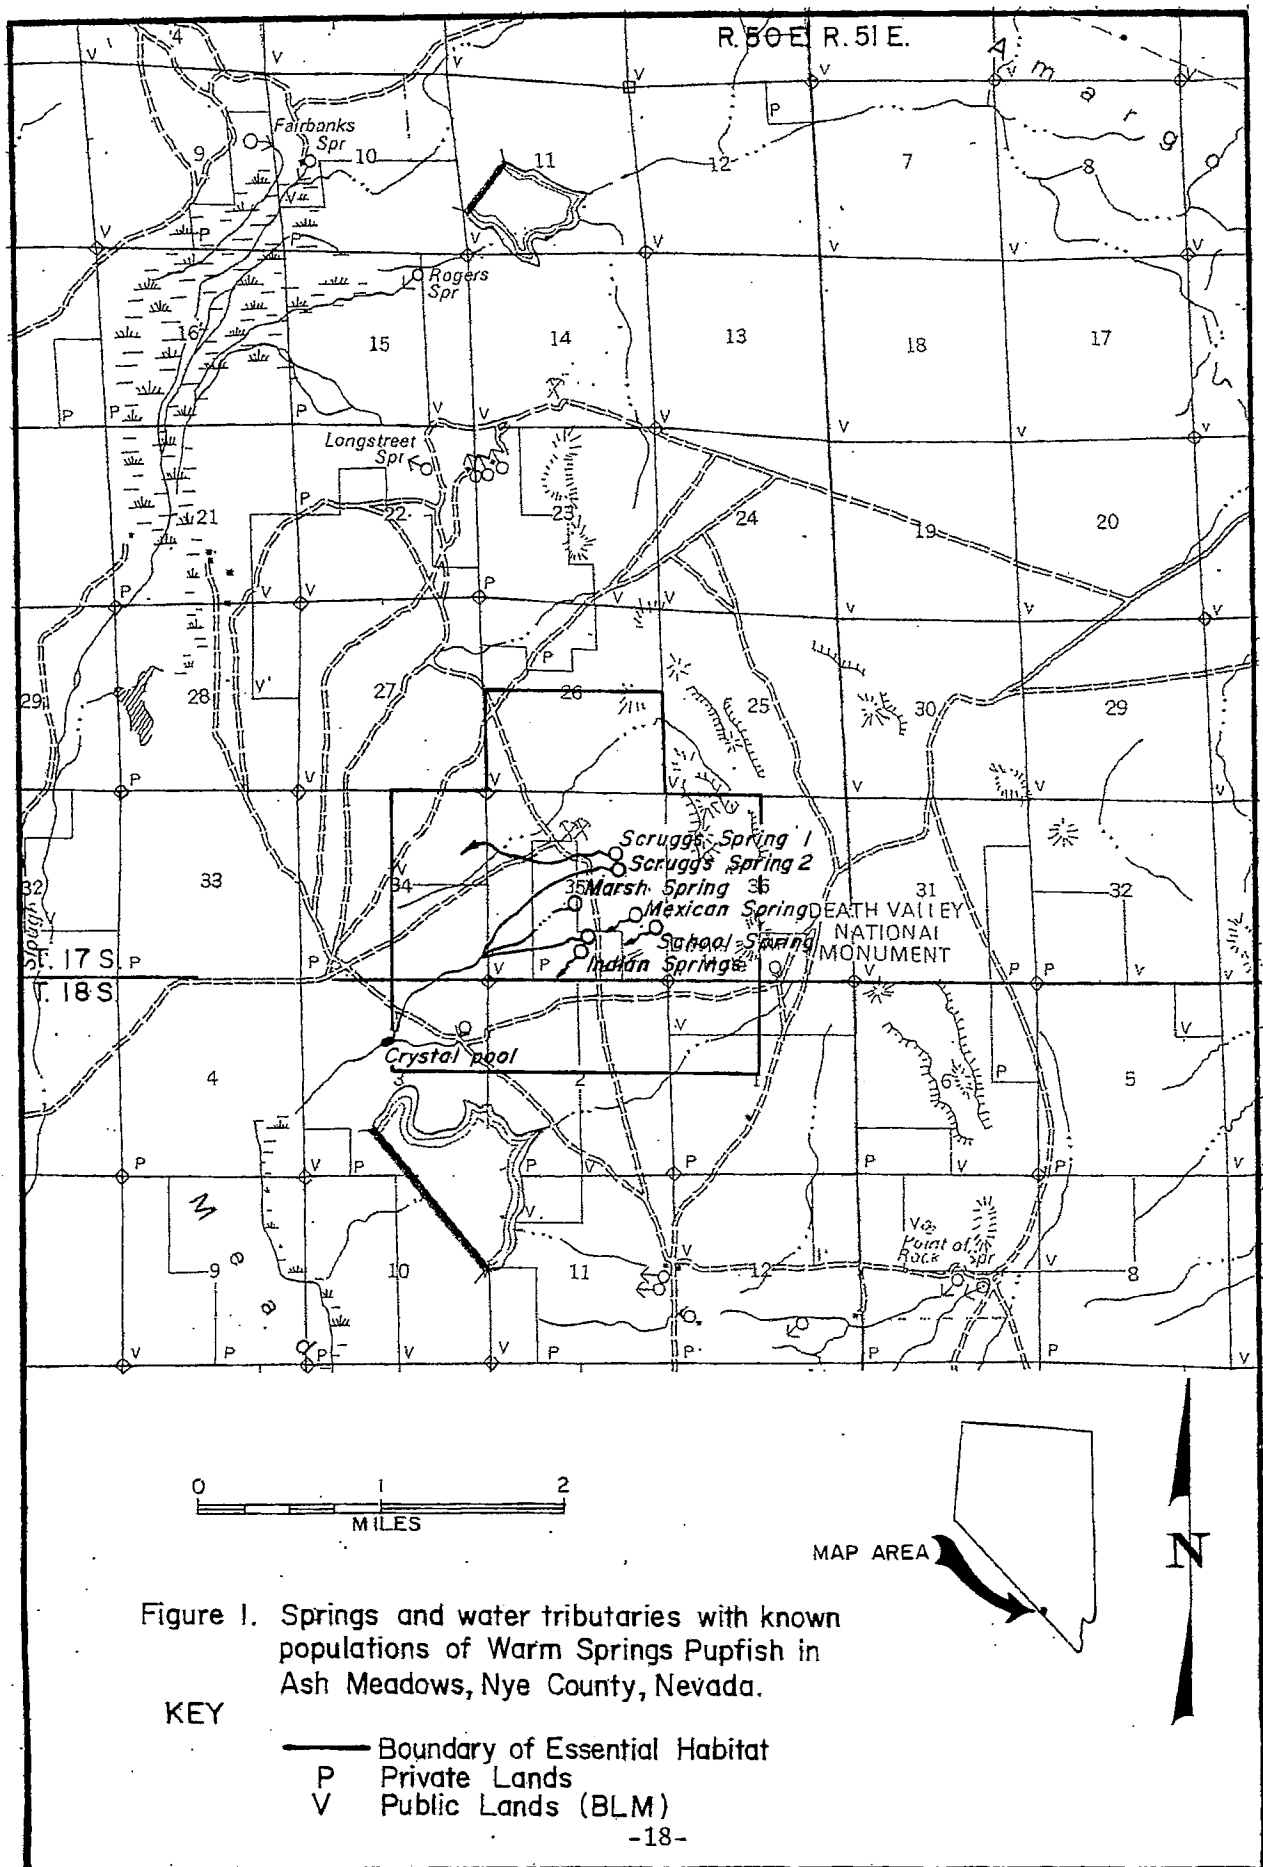 R. 50 E. R. 51 E.
V
4
V
V
V
V
V
V
A
m
a
r
g
o
P
Fairbanks
Spr
9
10
11
12
7
8
V
P
P
V
V
V
V
V
V
Rogers
Spr
16
15
14
13
18
17
P
P
P
V
V
V
V
V
V
Longstreet
Spr
P
21
22
23
24
19
20
P
V
V
P
V
V
V
V
V
P
29
28
27
26
25
30
29
P
V
V
V
V
V
V
Scruggs Spring 1
Scruggs Spring 2
Marsh Spring
Mexican Spring
School Spring
Indian Springs
DEATH VALLEY
NATIONAL
MONUMENT
32
33
34
35
36
31
32
Slough
T. 17 S.
T. 18 S.
P
P
V
P
V
V
P
P
V
V
Crystal pool
4
3
2
1
6
5
V
V
P
P
V
P
P
V
P
P
V
P
V
M
e
a
d
9
10
11
12
8
V
Point of
Rock Spr
V
V
V
V
P
P
V
V
P
P
P
P
V
0 1 2
MILES
MAP AREA
N
Figure 1. Springs and water tributaries with known
populations of Warm Springs Pupfish in
Ash Meadows, Nye County, Nevada.
KEY
Boundary of Essential Habitat
P Private Lands
V Public Lands (BLM)
-18-